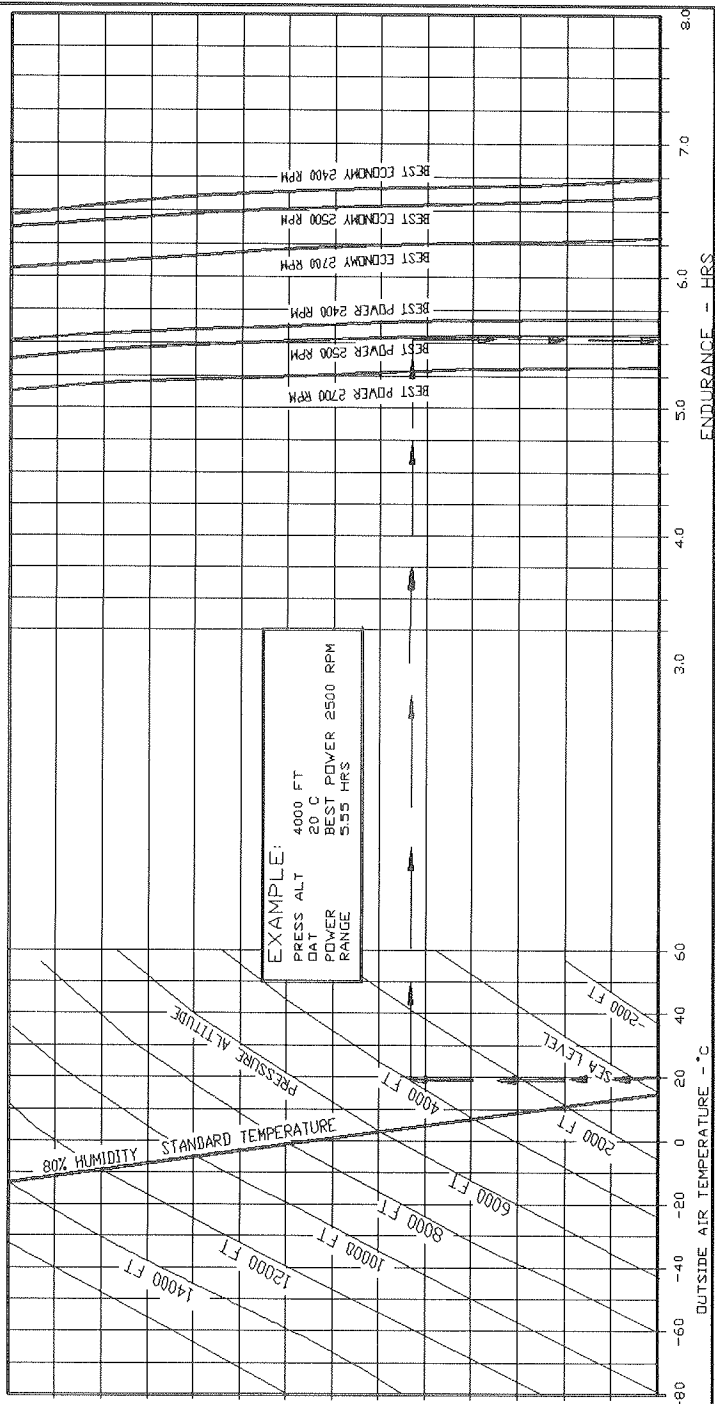 EXAMPLE:
PRESS ALT 4000 FT
OAT 20 C
POWER BEST POWER 2500 RPM
RANGE 5.55 HRS
80% HUMIDITY STANDARD TEMPERATURE
PRESSURE ALTITUDE
14000 FT
12000 FT
10000 FT
8000 FT
6000 FT
4000 FT
2000 FT
SEA LEVEL
-2000 FT
BEST POWER 2700 RPM
BEST POWER 2500 RPM
BEST POWER 2400 RPM
BEST ECONOMY 2700 RPM
BEST ECONOMY 2500 RPM
BEST ECONOMY 2400 RPM
-80 -60 -40 -20 0 20 40 60
OUTSIDE AIR TEMPERATURE - °C
3.0 4.0 5.0 6.0 7.0 8.0
ENDURANCE - HRS